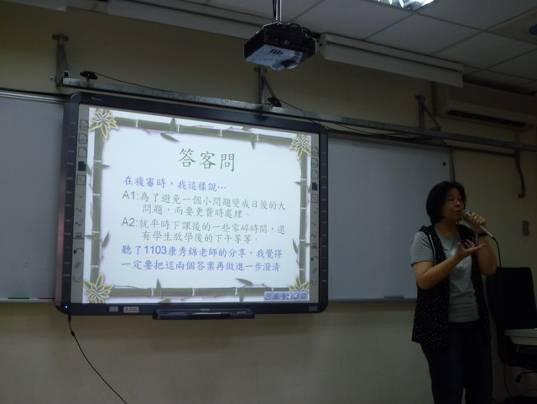 答客問
在複審時，我這樣說…
A1:為了避免一個小問題變成日後的大
問題，而要更費時處理。
A2:就平時下課後的一些零碎時間，還
有學生放學後的下午等等。
聽了1103康秀錦老師的分享，我覺得
一定要把這兩個答案再做進一步澄清